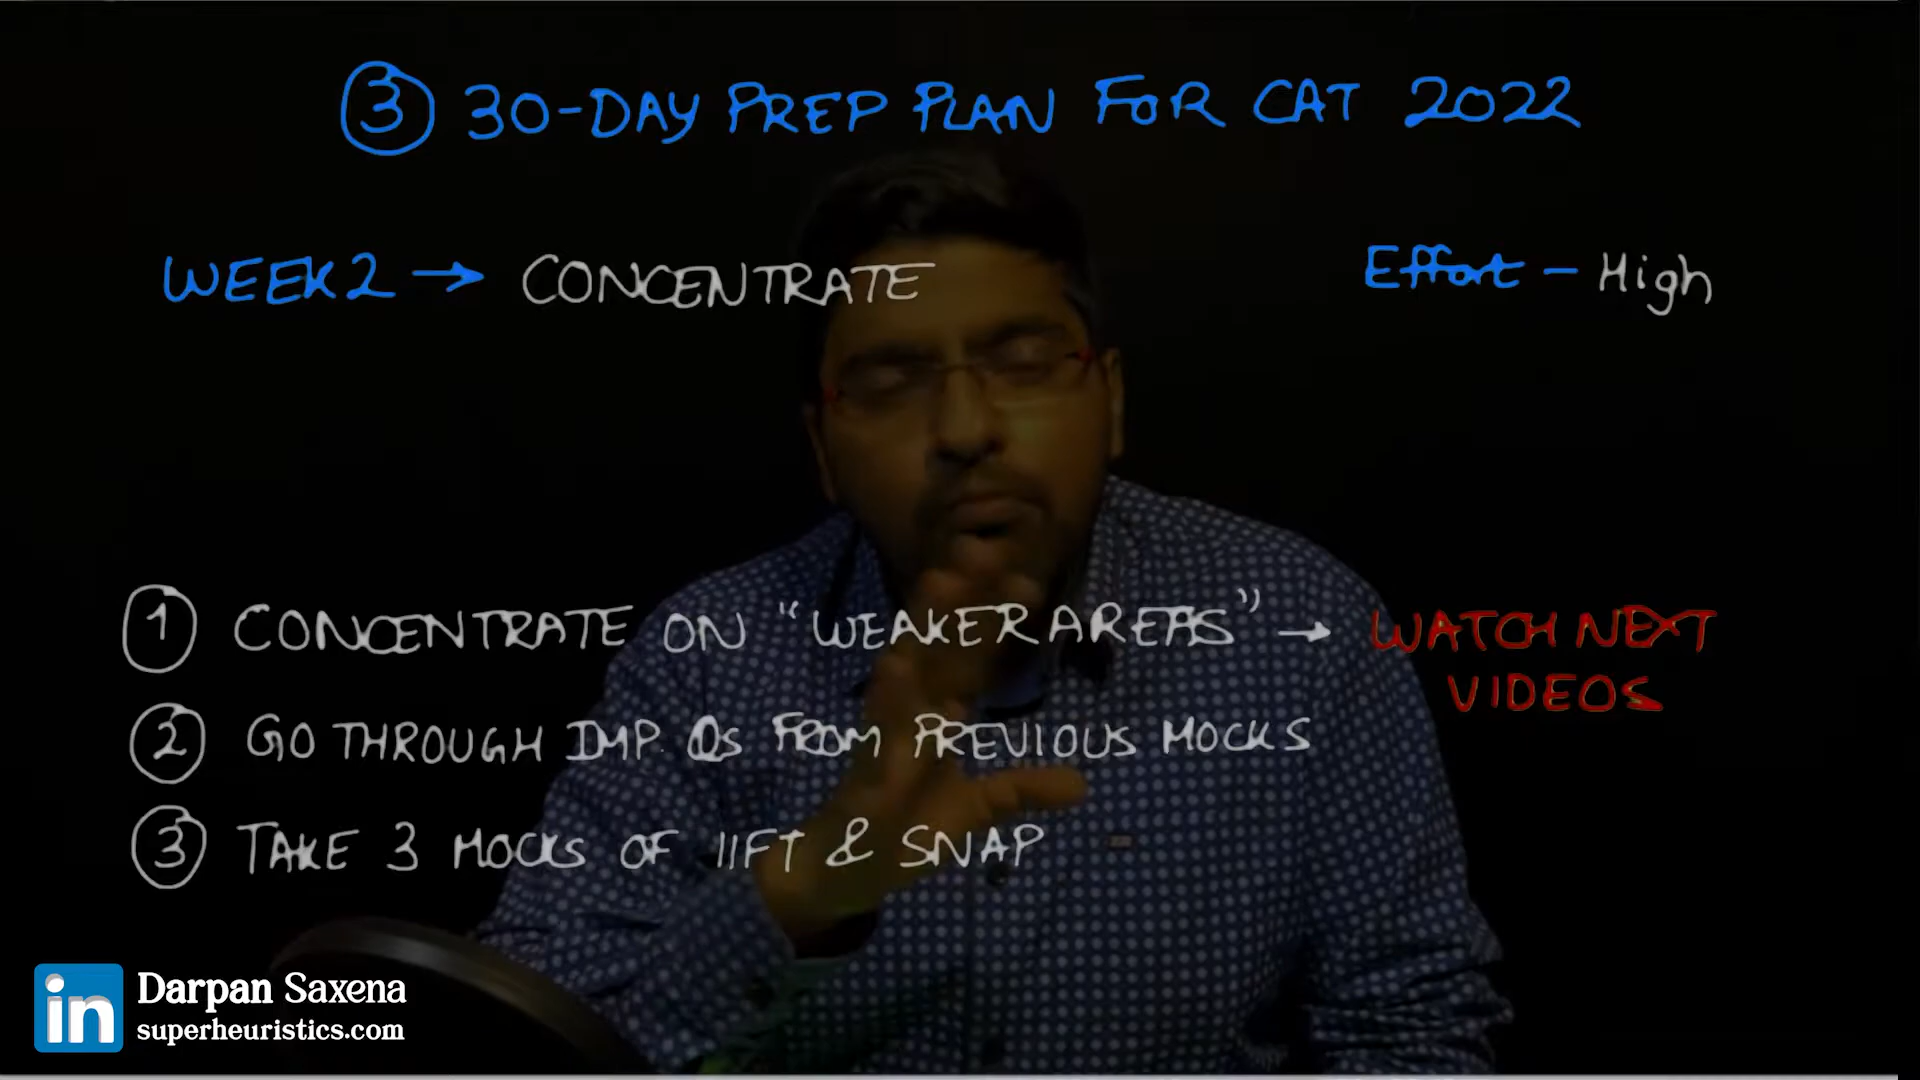 3 30-DAY PREP PLAN FOR CAT 2022
WEEK2 → CONCENTRATE
Effort - High
1 CONCENTRATE ON "WEAKER AREAS" → WATCH NEXT VIDEOS
2 GO THROUGH IMP. Qs FROM PREVIOUS MOCKS
3 TAKE 3 MOCKS OF IIFT & SNAP
in
Darpan Saxena
superheuristics.com